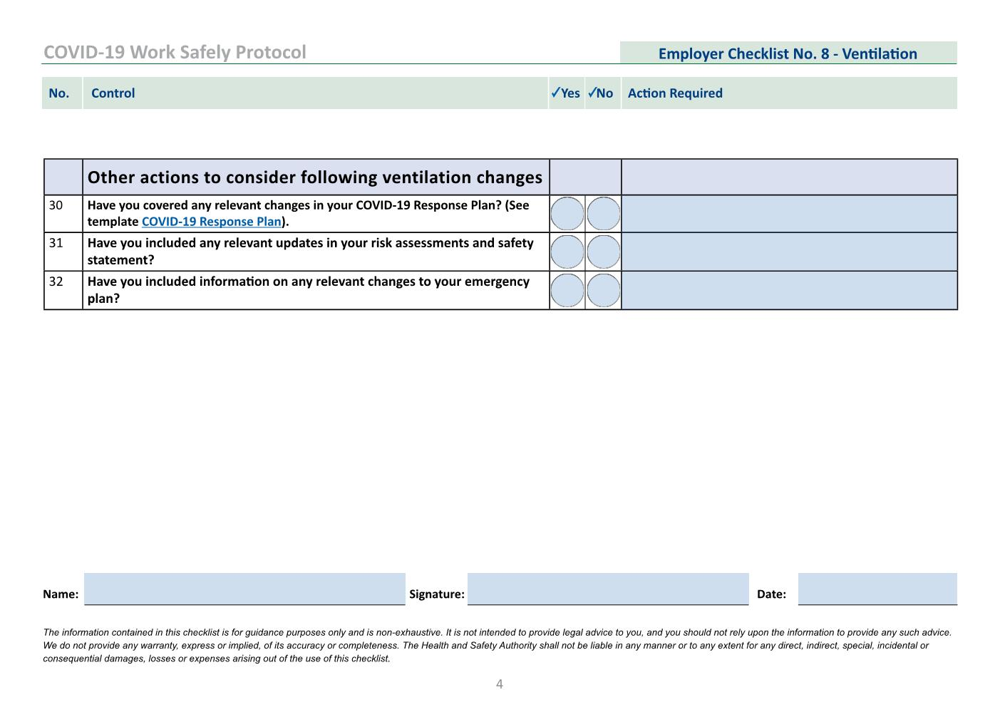 COVID-19 Work Safely Protocol
Employer Checklist No. 8 - Ventilation
No. Control ✓Yes ✓No Action Required
Other actions to consider following ventilation changes
30 Have you covered any relevant changes in your COVID-19 Response Plan? (See
template COVID-19 Response Plan).
31 Have you included any relevant updates in your risk assessments and safety
statement?
32 Have you included information on any relevant changes to your emergency
plan?
Name: Signature: Date:
The information contained in this checklist is for guidance purposes only and is non-exhaustive. It is not intended to provide legal advice to you, and you should not rely upon the information to provide any such advice.
We do not provide any warranty, express or implied, of its accuracy or completeness. The Health and Safety Authority shall not be liable in any manner or to any extent for any direct, indirect, special, incidental or
consequential damages, losses or expenses arising out of the use of this checklist.
4